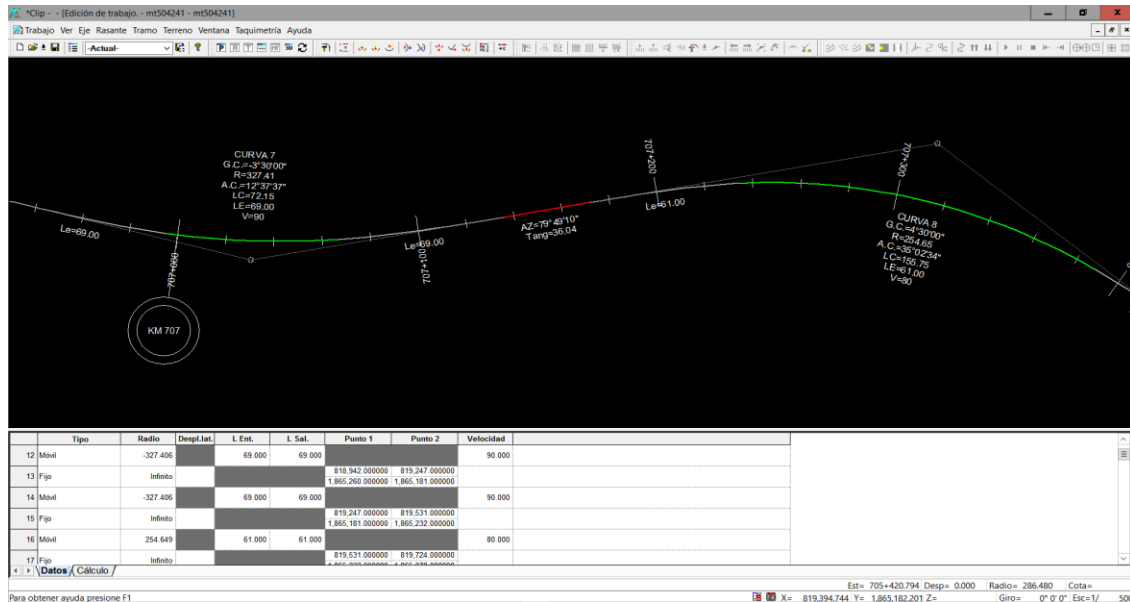 *Clip - - [Edición de trabajo. - mt504241 - mt504241]
Trabajo Ver Eje Rasante Tramo Terreno Ventana Taquimetría Ayuda
-Actual-
CURVA 7
G.C.=-3°30'00"
R=327.41
A.C.=12°37'37"
LC=72.15
LE=69.00
V=90
Le=69.00
707+000
KM 707
Le=69.00
707+100
AZ=79°49'10"
Tang=36.04
707+200
Le=61.00
707+300
CURVA 8
G.C.=4°30'00"
R=254.65
A.C.=35°02'34"
LC=155.75
LE=61.00
V=80
Tipo Radio Despl.lat. L Ent. L Sal. Punto 1 Punto 2 Velocidad
12 Móvil -327.406 69.000 69.000 90.000
13 Fijo Infinito 818,942.000000 819,247.000000
1,865,260.000000 1,865,181.000000
14 Móvil -327.406 69.000 69.000 90.000
15 Fijo Infinito 819,247.000000 819,531.000000
1,865,181.000000 1,865,232.000000
16 Móvil 254.649 61.000 61.000 80.000
17 Fijo Infinito 819,531.000000 819,724.000000
Datos Cálculo
Est= 705+420.794 Desp= 0.000 Radio= 286.480 Cota=
Para obtener ayuda presione F1
X= 819,394.744 Y= 1,865,182.201 Z= Giro= 0° 0' 0" Esc=1/ 500